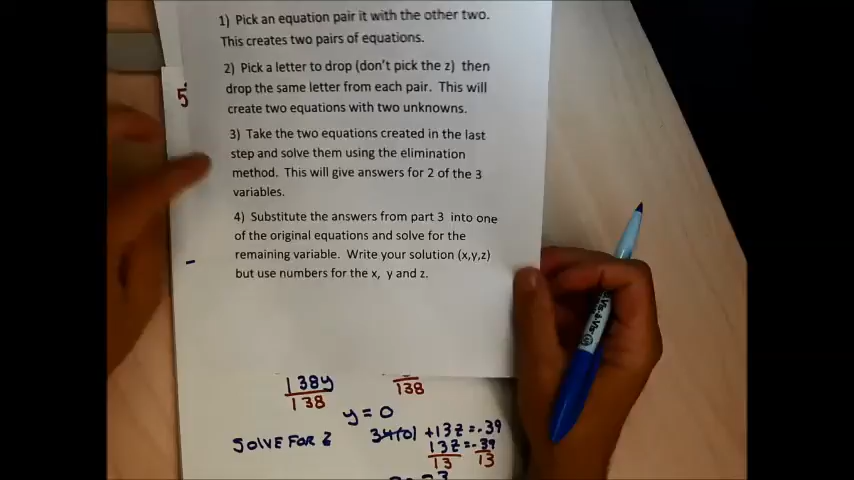 1) Pick an equation pair it with the other two.
This creates two pairs of equations.
2) Pick a letter to drop (don't pick the z) then
drop the same letter from each pair. This will
create two equations with two unknowns.
3) Take the two equations created in the last
step and solve them using the elimination
method. This will give answers for 2 of the 3
variables.
4) Substitute the answers from part 3 into one
of the original equations and solve for the
remaining variable. Write your solution (x,y,z)
but use numbers for the x, y and z.
5
138y
138
138
y = 0
SOLVE FOR Z
34(0) +13z=-39
13z=-39
13 13